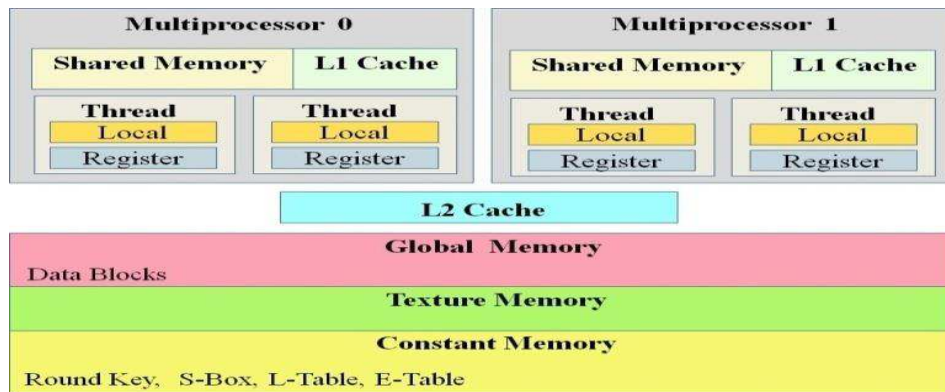 Multiprocessor 0
Shared Memory
L1 Cache
Thread
Local
Register
Thread
Local
Register
Multiprocessor 1
Shared Memory
L1 Cache
Thread
Local
Register
Thread
Local
Register
L2 Cache
Global Memory
Data Blocks
Texture Memory
Constant Memory
Round Key, S-Box, L-Table, E-Table